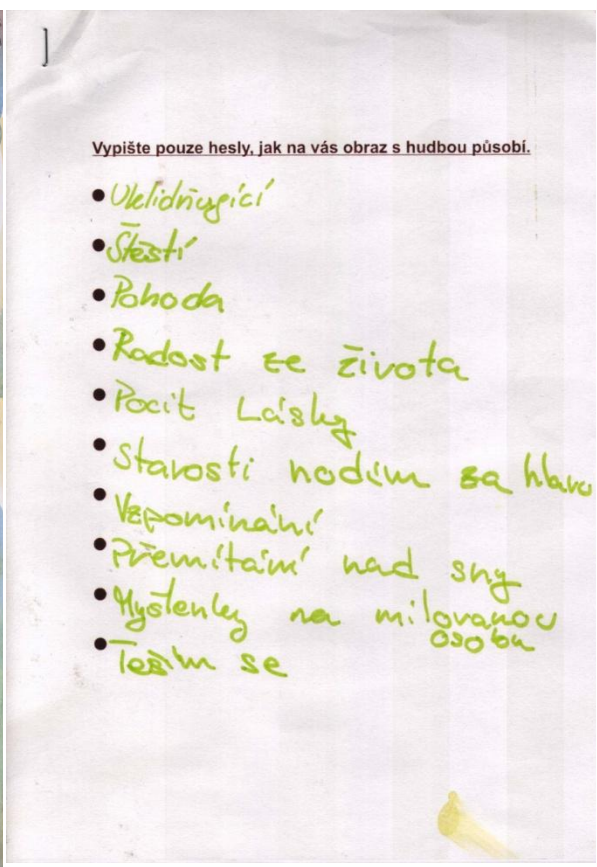 Vypište pouze hesly, jak na vás obraz s hudbou působí.
• Uklidňující
• Štěstí
• Pohoda
• Radost ze života
• Pocit Lásky
• Starosti hodím za hlavu
• Vzpomínání
• Přemítání nad sny
• Myšlenky na milovanou
osobu
• Těším se